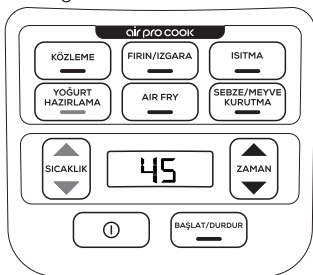 air pro cook
KÖZLEME
FIRIN/IZGARA
ISITMA
YOĞURT
HAZIRLAMA
AIR FRY
SEBZE/MEYVE
KURUTMA
SICAKLIK
45
ZAMAN
BAŞLAT/DURDUR